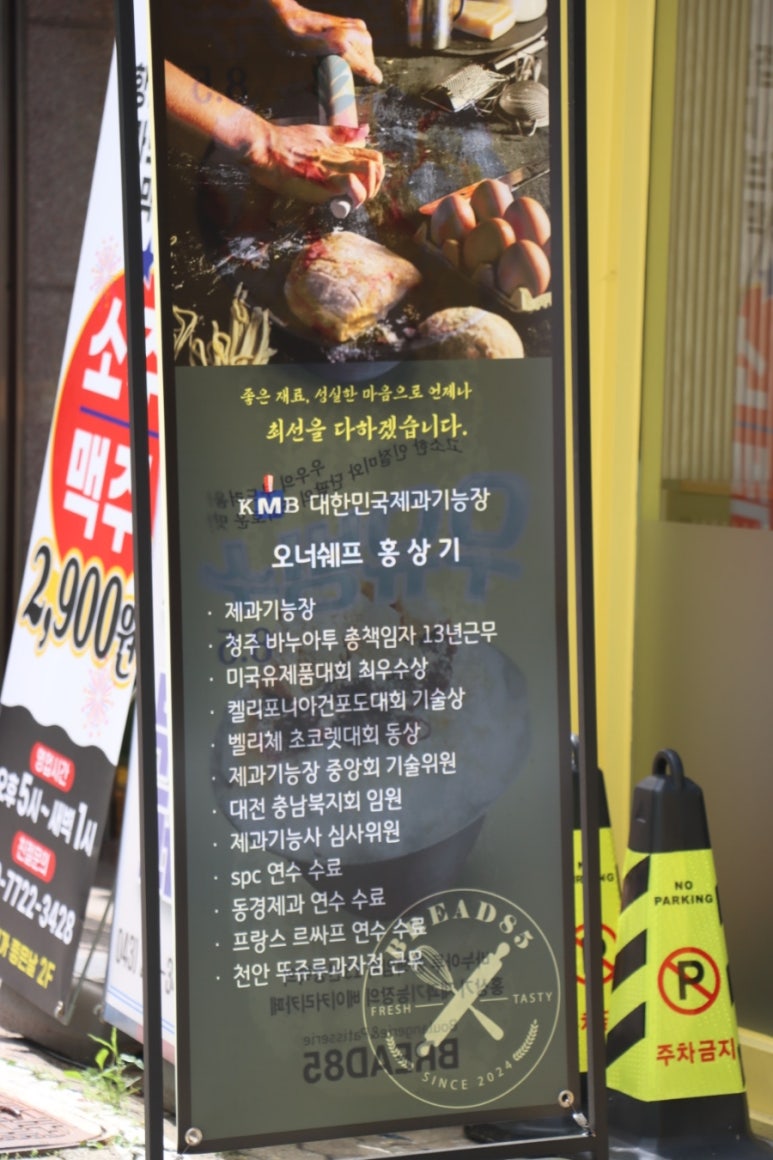 좋은 재료, 성실한 마음으로 언제나
최선을 다하겠습니다.
KMB 대한민국제과기능장
오너쉐프 홍상기
· 제과기능장
· 청주 바누아투 총책임자 13년근무
· 미국유제품대회 최우수상
· 켈리포니아건포도대회 기술상
· 벨리체 초코렛대회 동상
· 제과기능장 중앙회 기술위원
· 대전 충남북지회 임원
· 제과기능사 심사위원
· spc 연수 수료
· 동경제과 연수 수료
· 프랑스 르싸프 연수 수료
· 천안 뚜쥬루과자점 근무
BREAD85
FRESH TASTY
SINCE 2024
Boulangerie&Patisserie
BREAD85
소주
맥주
2,900원
영업시간
오후 5시~새벽 1시
7722-3428
2F
NO
PARKING
P
주차금지